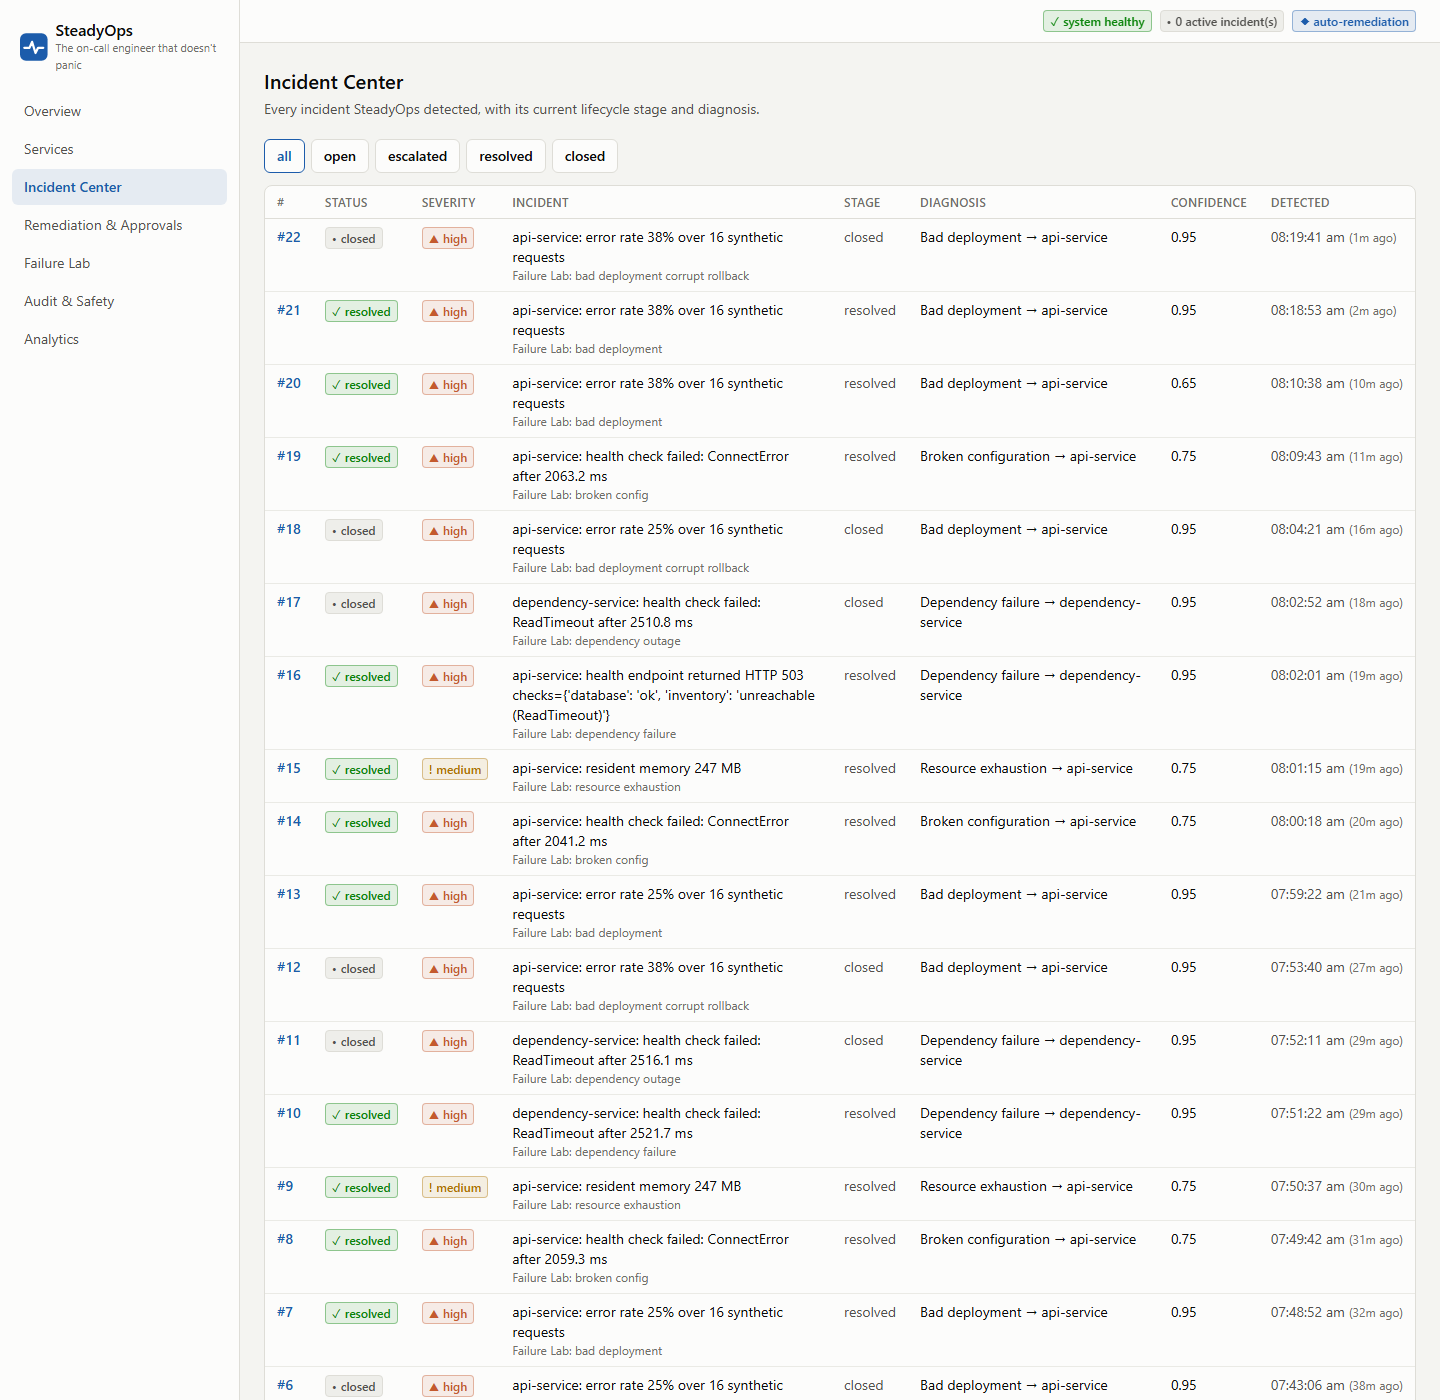 SteadyOps
The on-call engineer that doesn't
panic
✓ system healthy
• 0 active incident(s)
◆ auto-remediation
Overview
Services
Incident Center
Remediation & Approvals
Failure Lab
Audit & Safety
Analytics
Incident Center
Every incident SteadyOps detected, with its current lifecycle stage and diagnosis.
all open escalated resolved closed
# STATUS SEVERITY INCIDENT STAGE DIAGNOSIS CONFIDENCE DETECTED
#22 • closed ▲ high api-service: error rate 38% over 16 synthetic closed Bad deployment → api-service 0.95 08:19:41 am (1m ago)
requests
Failure Lab: bad deployment corrupt rollback
#21 ✓ resolved ▲ high api-service: error rate 38% over 16 synthetic resolved Bad deployment → api-service 0.95 08:18:53 am (2m ago)
requests
Failure Lab: bad deployment
#20 ✓ resolved ▲ high api-service: error rate 38% over 16 synthetic resolved Bad deployment → api-service 0.65 08:10:38 am (10m ago)
requests
Failure Lab: bad deployment
#19 ✓ resolved ▲ high api-service: health check failed: ConnectError resolved Broken configuration → api-service 0.75 08:09:43 am (11m ago)
after 2063.2 ms
Failure Lab: broken config
#18 • closed ▲ high api-service: error rate 25% over 16 synthetic closed Bad deployment → api-service 0.95 08:04:21 am (16m ago)
requests
Failure Lab: bad deployment corrupt rollback
#17 • closed ▲ high dependency-service: health check failed: closed Dependency failure → dependency- 0.95 08:02:52 am (18m ago)
ReadTimeout after 2510.8 ms service
Failure Lab: dependency outage
#16 ✓ resolved ▲ high api-service: health endpoint returned HTTP 503 resolved Dependency failure → dependency- 0.95 08:02:01 am (19m ago)
checks={'database': 'ok', 'inventory': 'unreachable service
(ReadTimeout)'}
Failure Lab: dependency failure
#15 ✓ resolved ! medium api-service: resident memory 247 MB resolved Resource exhaustion → api-service 0.75 08:01:15 am (19m ago)
Failure Lab: resource exhaustion
#14 ✓ resolved ▲ high api-service: health check failed: ConnectError resolved Broken configuration → api-service 0.75 08:00:18 am (20m ago)
after 2041.2 ms
Failure Lab: broken config
#13 ✓ resolved ▲ high api-service: error rate 25% over 16 synthetic resolved Bad deployment → api-service 0.95 07:59:22 am (21m ago)
requests
Failure Lab: bad deployment
#12 • closed ▲ high api-service: error rate 38% over 16 synthetic closed Bad deployment → api-service 0.95 07:53:40 am (27m ago)
requests
Failure Lab: bad deployment corrupt rollback
#11 • closed ▲ high dependency-service: health check failed: closed Dependency failure → dependency- 0.95 07:52:11 am (29m ago)
ReadTimeout after 2516.1 ms service
Failure Lab: dependency outage
#10 ✓ resolved ▲ high dependency-service: health check failed: resolved Dependency failure → dependency- 0.95 07:51:22 am (29m ago)
ReadTimeout after 2521.7 ms service
Failure Lab: dependency failure
#9 ✓ resolved ! medium api-service: resident memory 247 MB resolved Resource exhaustion → api-service 0.75 07:50:37 am (30m ago)
Failure Lab: resource exhaustion
#8 ✓ resolved ▲ high api-service: health check failed: ConnectError resolved Broken configuration → api-service 0.75 07:49:42 am (31m ago)
after 2059.3 ms
Failure Lab: broken config
#7 ✓ resolved ▲ high api-service: error rate 25% over 16 synthetic resolved Bad deployment → api-service 0.95 07:48:52 am (32m ago)
requests
Failure Lab: bad deployment
#6 • closed ▲ high api-service: error rate 25% over 16 synthetic closed Bad deployment → api-service 0.95 07:43:06 am (38m ago)